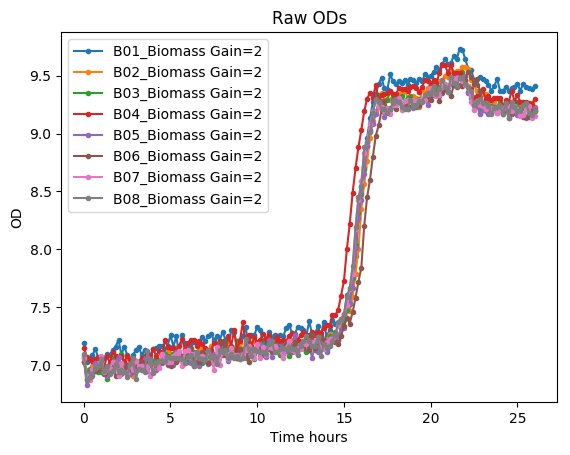 Raw ODs
B01_Biomass Gain=2
B02_Biomass Gain=2
B03_Biomass Gain=2
B04_Biomass Gain=2
B05_Biomass Gain=2
B06_Biomass Gain=2
B07_Biomass Gain=2
B08_Biomass Gain=2
OD
9.5
9.0
8.5
8.0
7.5
7.0
0 5 10 15 20 25
Time hours